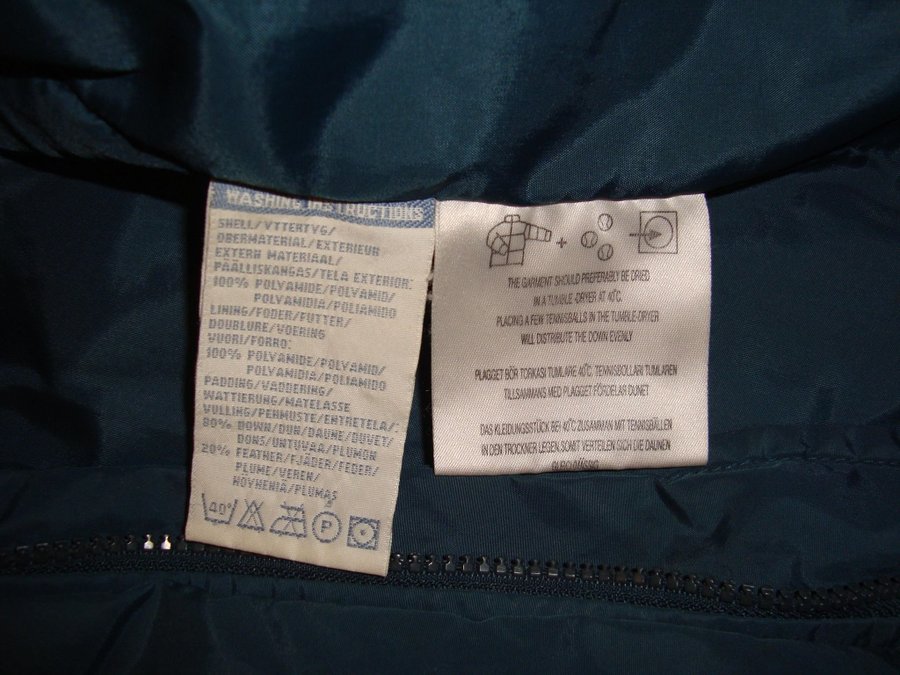 WASHING INSTRUCTIONS
SHELL/YTTERTYG/
OBERMATERIAL/EXTERIEUR
EXTERN MATERIAAL/
PÄÄLLISKANGAS/TELA EXTERIOR:
100% POLYAMIDE/POLYAMID/
POLYAMIDIA/POLIAMIDO
LINING/FODER/FUTTER/
DOUBLURE/VOERING
VUORI/FORRO:
100% POLYAMIDE/POLYAMID/
POLYAMIDIA/POLIAMIDO
PADDING/VADDERING/
WATTIERUNG/MATELASSE
VULLING/PEHMUSTE/ENTRETELA/:
80% DOWN/DUN/DAUNE/DUVET/
DONS/UNTUVAA/PLUMON
20% FEATHER/FJÄDER/FEDER/
PLUME/VEREN/
HÖYHENIÄ/PLUMAS
40° P
THE GARMENT SHOULD PREFERABLY BE DRIED
IN A TUMBLE-DRYER AT 40°C.
PLACING A FEW TENNISBALLS IN THE TUMBLE-DRYER
WILL DISTRIBUTE THE DOWN EVENLY
PLAGGET BÖR TORKAS I TUMLARE 40°C. TENNISBOLLAR I TUMLAREN
TILLSAMMANS MED PLAGGET FÖRDELAR DUNET
DAS KLEIDUNGSSTÜCK BEI 40°C ZUSAMMAN MIT TENNISBÄLLEN
IN DEN TROCKNER LEGEN. SOMIT VERTEILEN SICH DIE DAUNEN